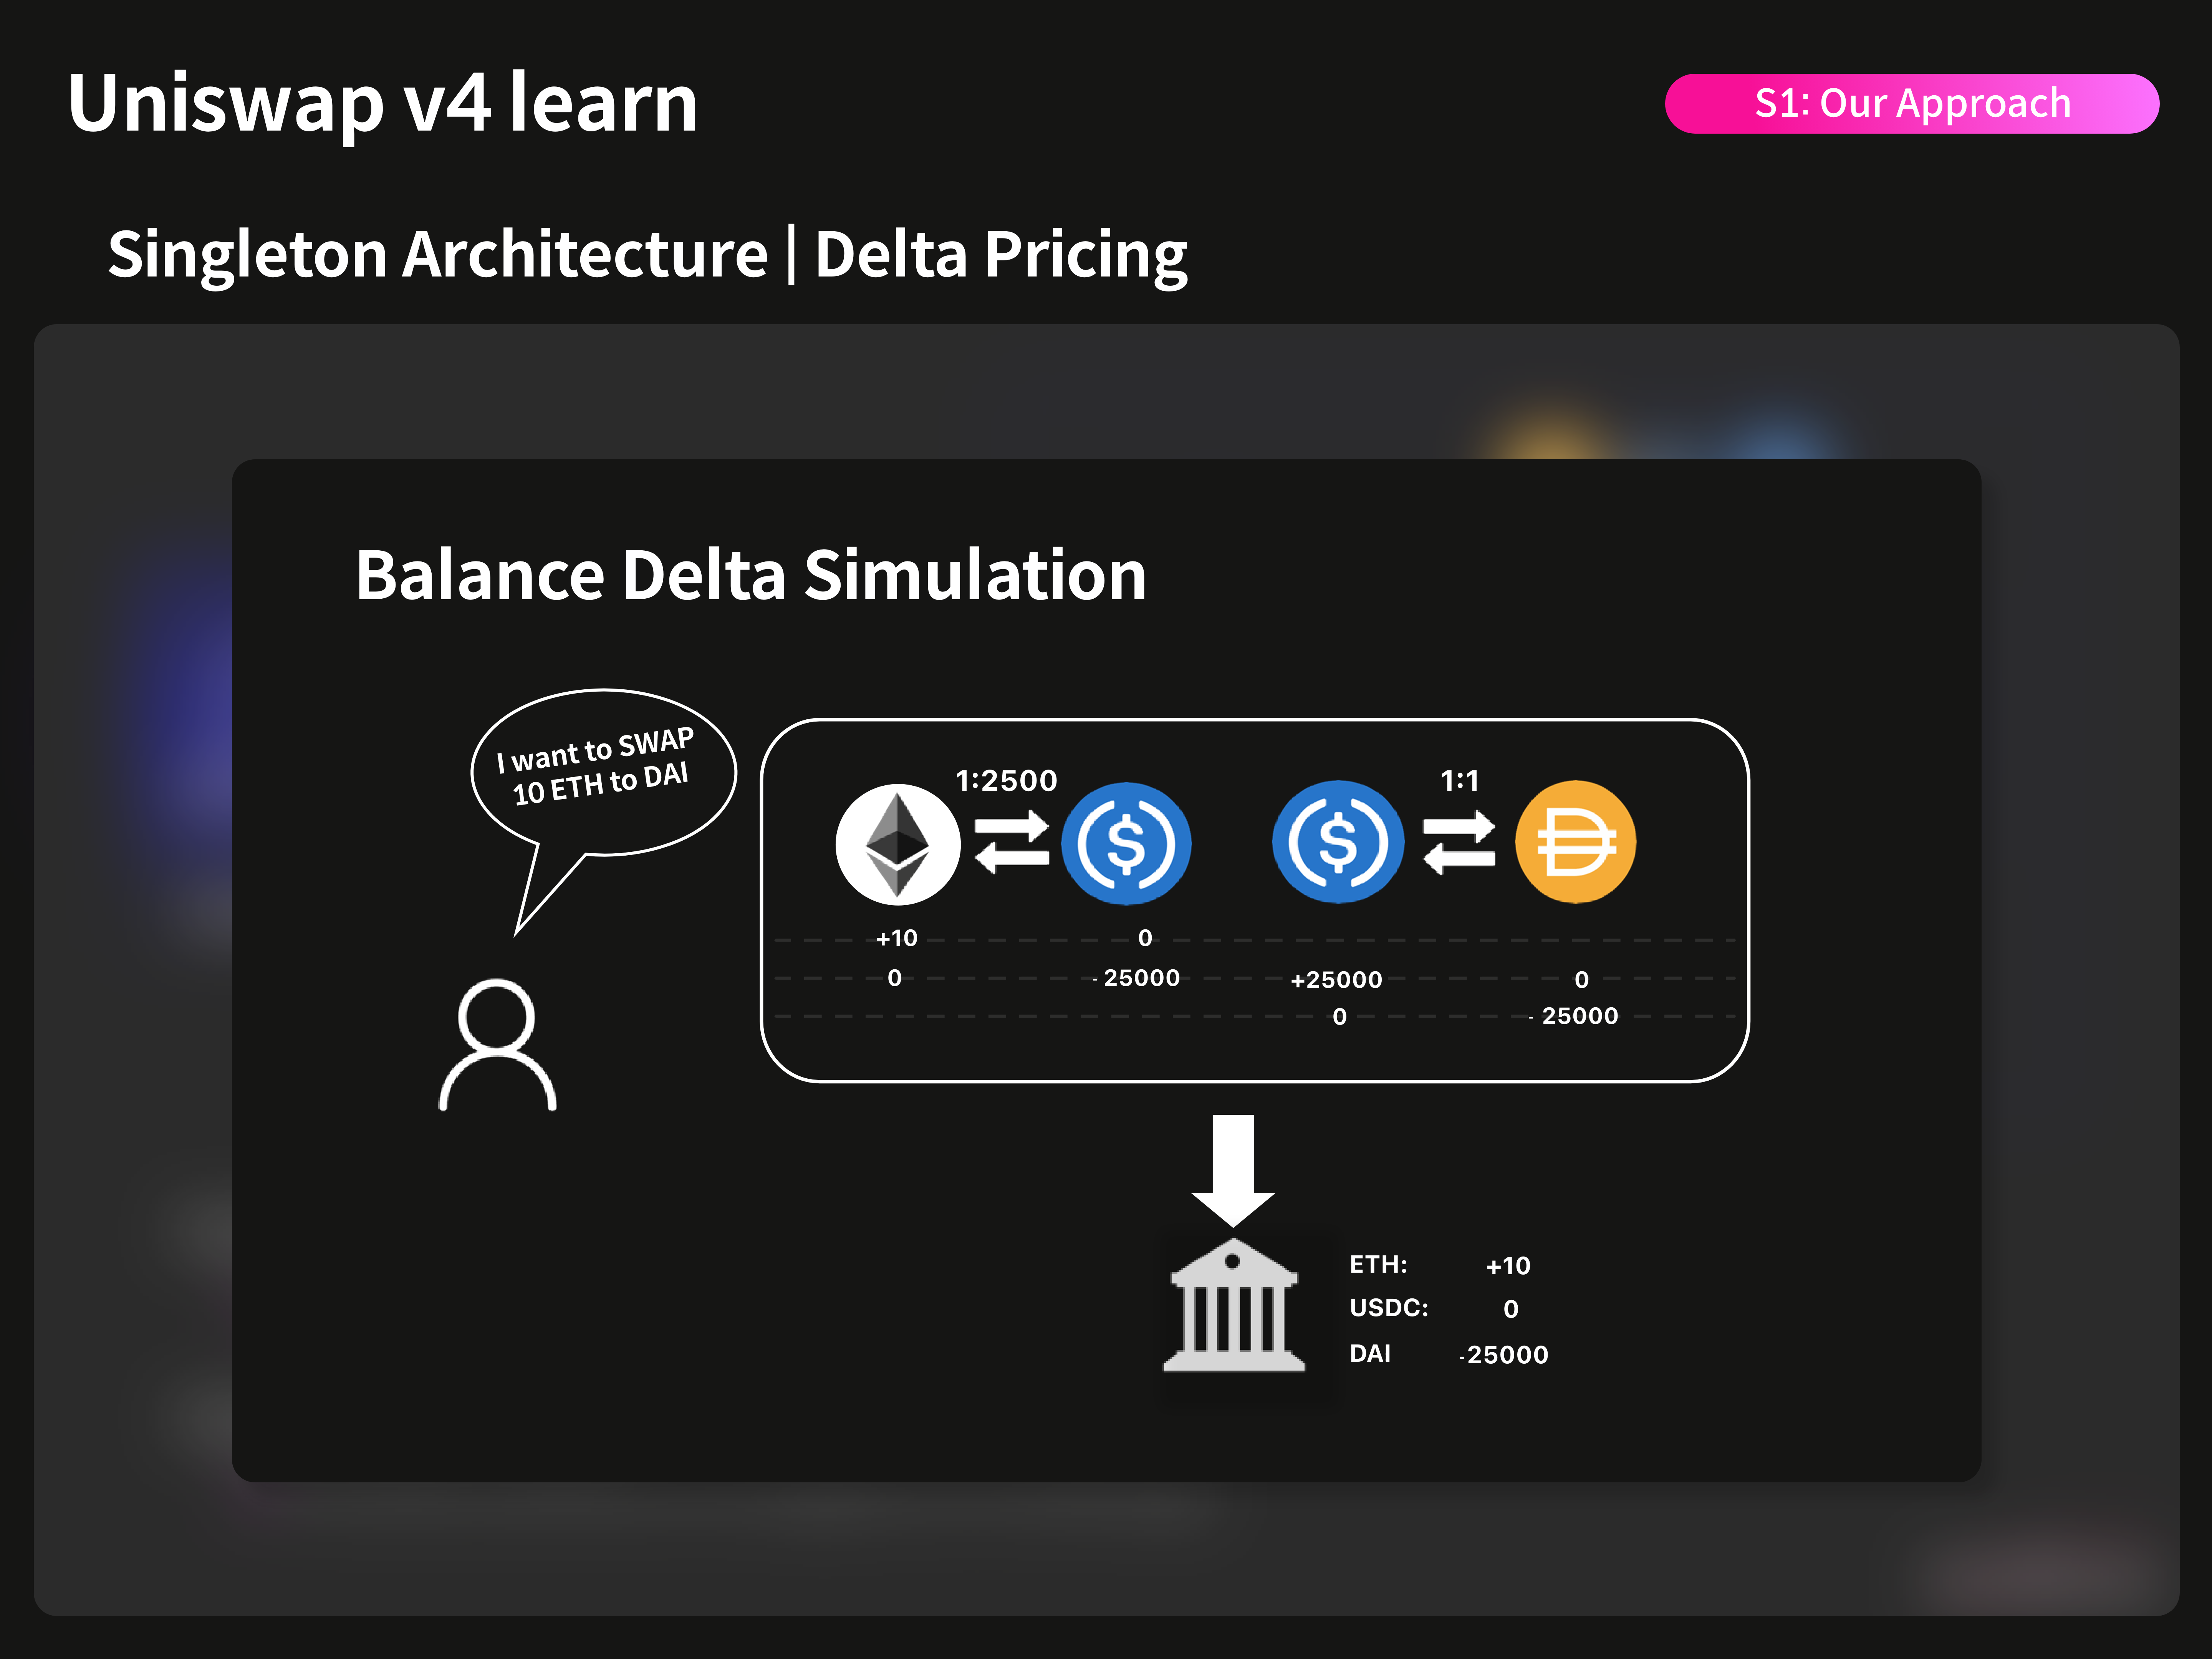 Uniswap v4 learn
S1: Our Approach
Singleton Architecture | Delta Pricing
Balance Delta Simulation
I want to SWAP
10 ETH to DAI
1:2500
1:1
+10 0
0 - 25000 +25000 0
0 - 25000
ETH: +10
USDC: 0
DAI -25000